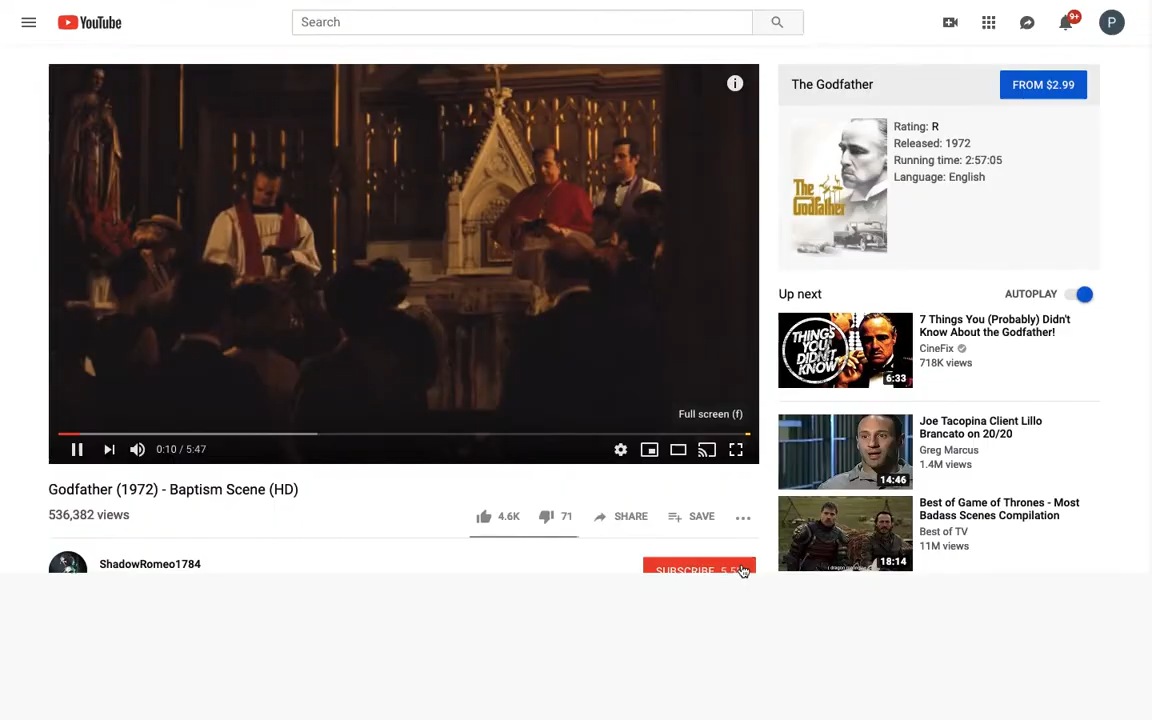 YouTube
Search
9+
P
i
Full screen (f)
0:10 / 5:47
Godfather (1972) - Baptism Scene (HD)
536,382 views
4.6K
71
SHARE
SAVE
ShadowRomeo1784
SUBSCRIBE
The Godfather
FROM $2.99
The
Godfather
Rating: R
Released: 1972
Running time: 2:57:05
Language: English
Up next
AUTOPLAY
THINGS
YOU
DIDN'T
KNOW
6:33
7 Things You (Probably) Didn't
Know About the Godfather!
CineFix
718K views
14:46
Joe Tacopina Client Lillo
Brancato on 20/20
Greg Marcus
1.4M views
18:14
Best of Game of Thrones - Most
Badass Scenes Compilation
Best of TV
11M views